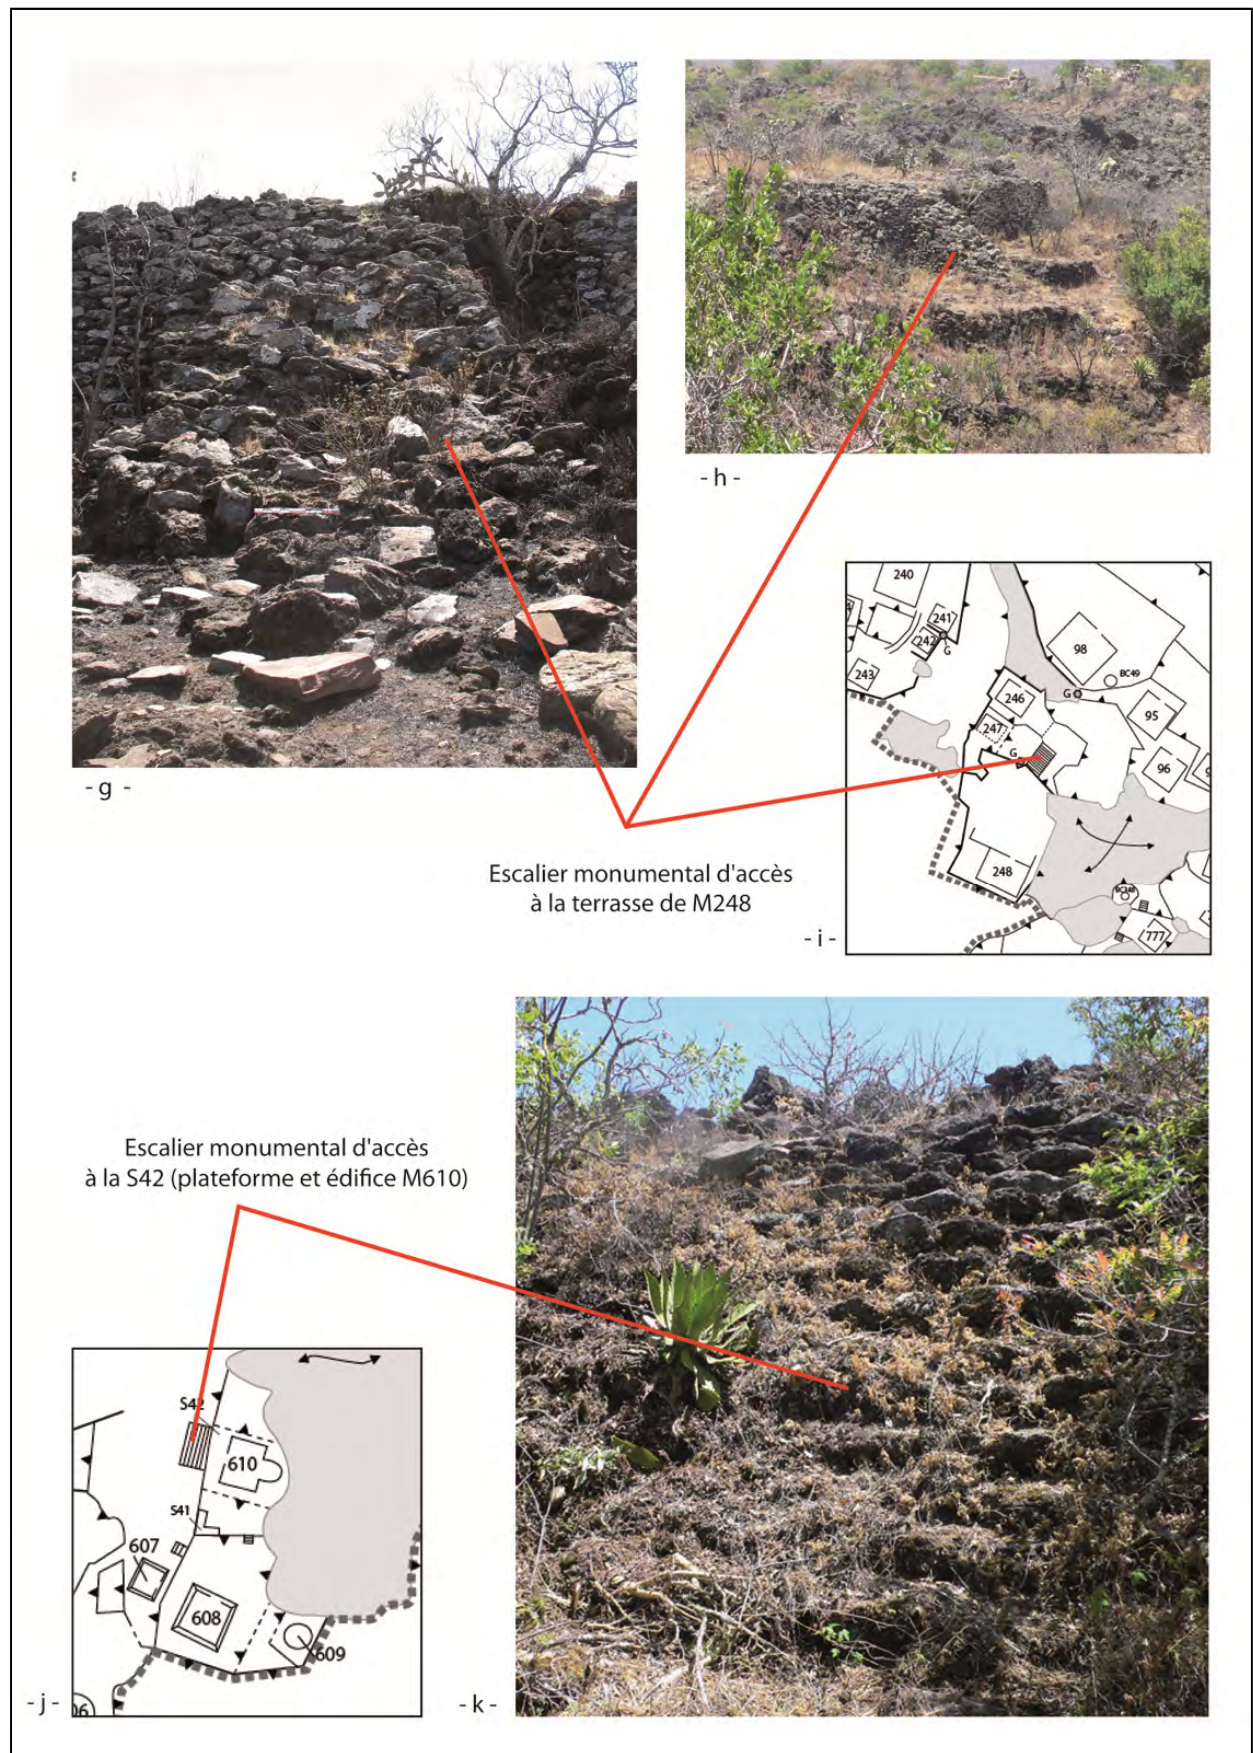 - g -
- h -
240
241
242
G
243
98
BC49
G
246
95
247
G
96
248
BC248
777
- i -
Escalier monumental d'accès
à la terrasse de M248
Escalier monumental d'accès
à la S42 (plateforme et édifice M610)
S42
610
S41
607
608
609
- j -
- k -